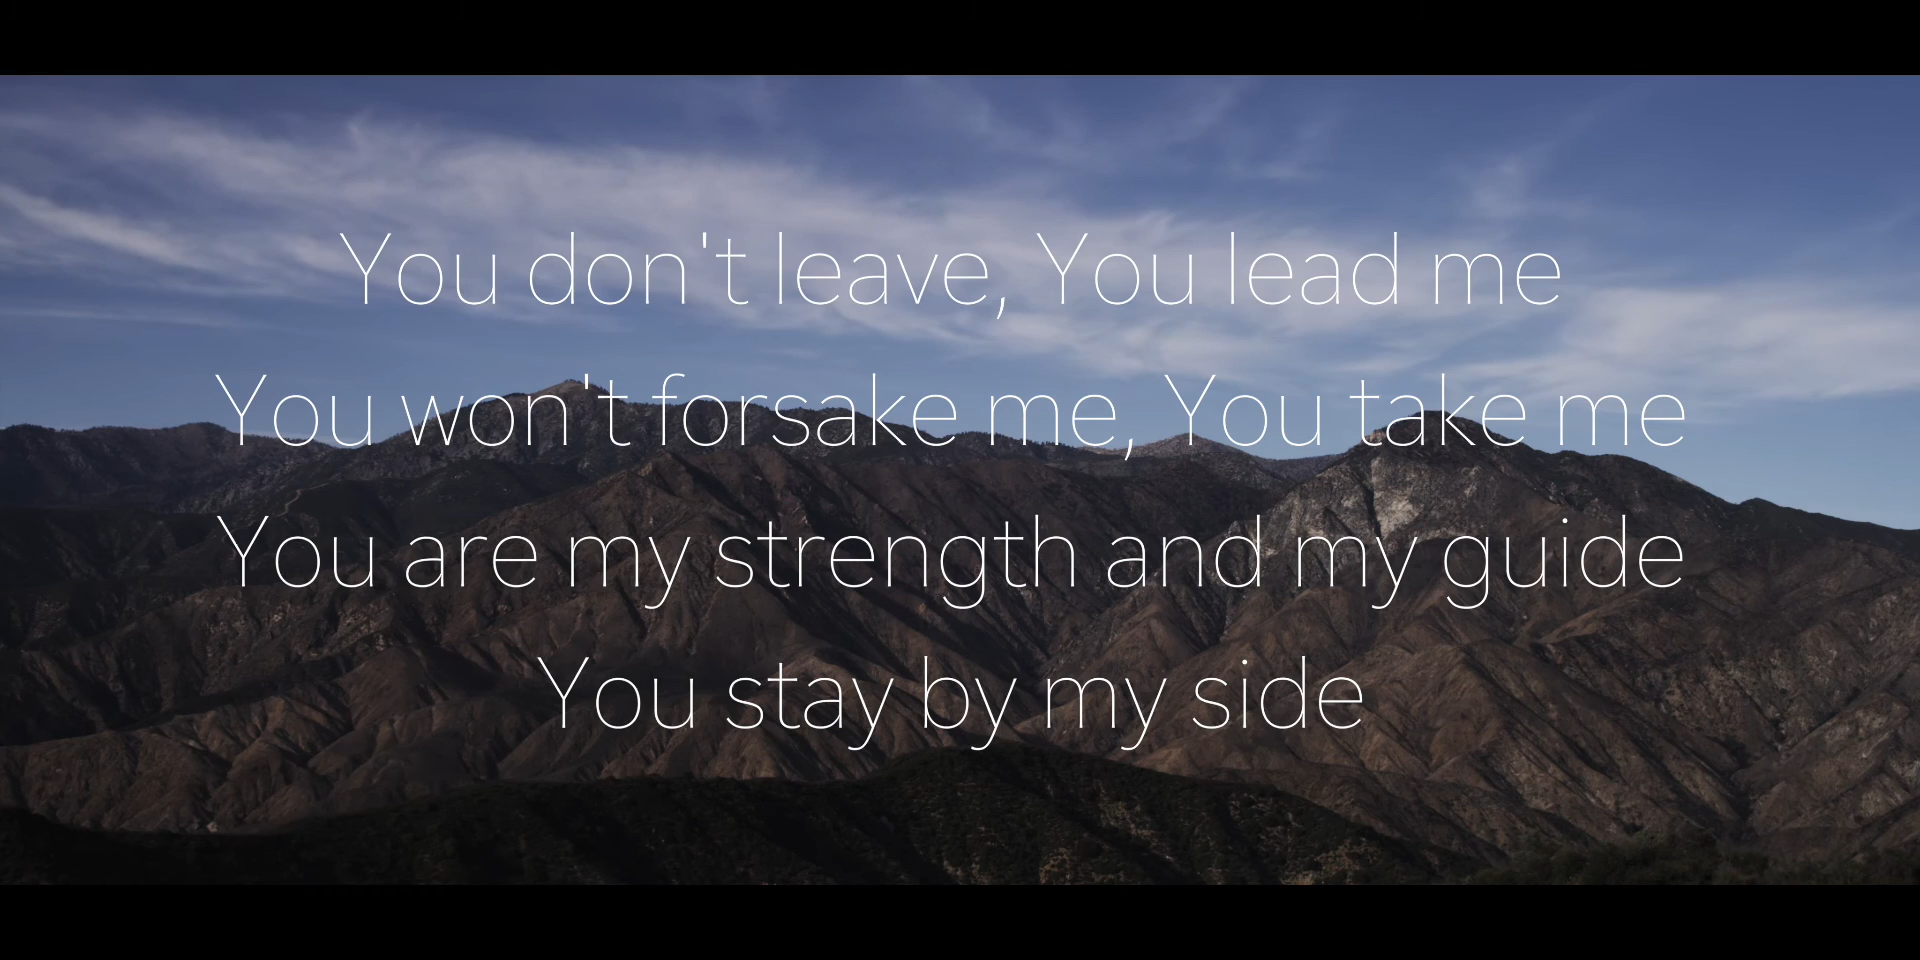 You don't leave, You lead me
You won't forsake me, You take me
You are my strength and my guide
You stay by my side